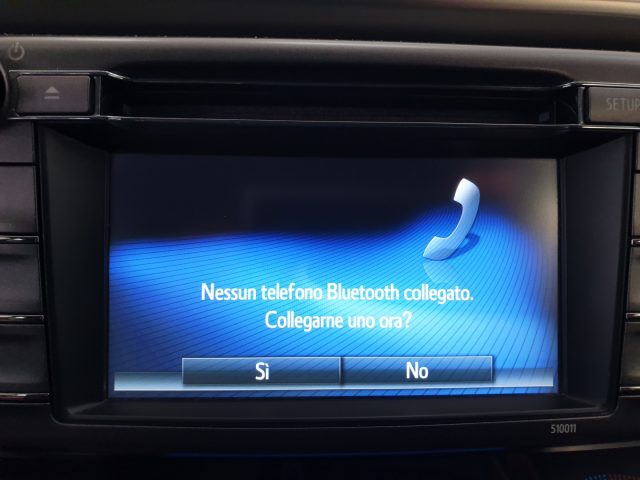 SETUP
Nessun telefono Bluetooth collegato.
Collegarne uno ora?
Sì
No
510011